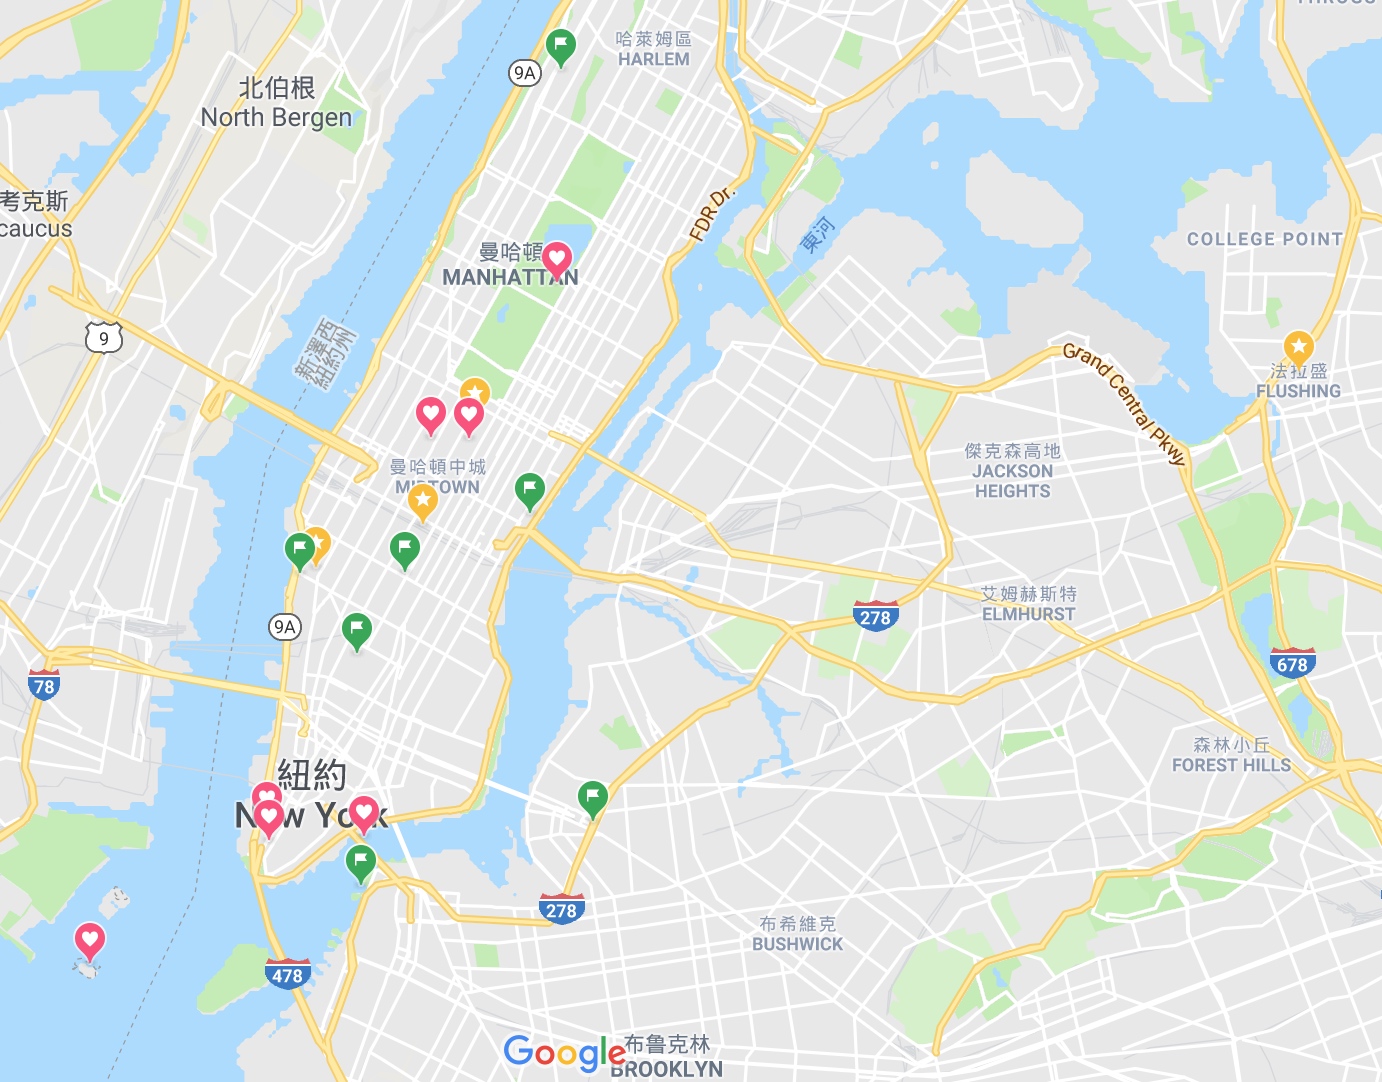 THROGS
哈萊姆區
HARLEM
9A
北伯根
North Bergen
考克斯
caucus
FDR Dr.
東河
COLLEGE POINT
曼哈頓
MANHATTAN
9
新澤西
紐約州
Grand Central Pkwy
法拉盛
FLUSHING
傑克森高地
JACKSON
HEIGHTS
曼哈頓中城
MIDTOWN
艾姆赫斯特
ELMHURST
278
9A
678
78
森林小丘
FOREST HILLS
紐約
New York
278
布希維克
BUSHWICK
478
Google
布魯克林
BROOKLYN